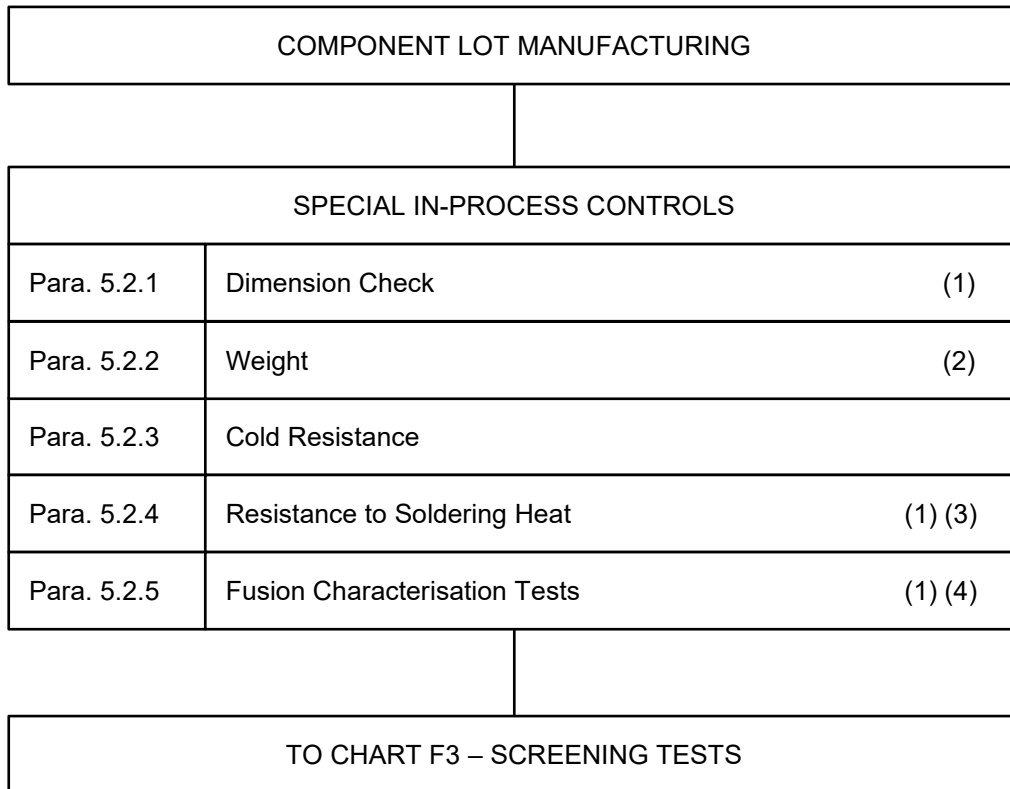 COMPONENT LOT MANUFACTURING
SPECIAL IN-PROCESS CONTROLS
Para. 5.2.1 Dimension Check (1)
Para. 5.2.2 Weight (2)
Para. 5.2.3 Cold Resistance
Para. 5.2.4 Resistance to Soldering Heat (1) (3)
Para. 5.2.5 Fusion Characterisation Tests (1) (4)
TO CHART F3 – SCREENING TESTS